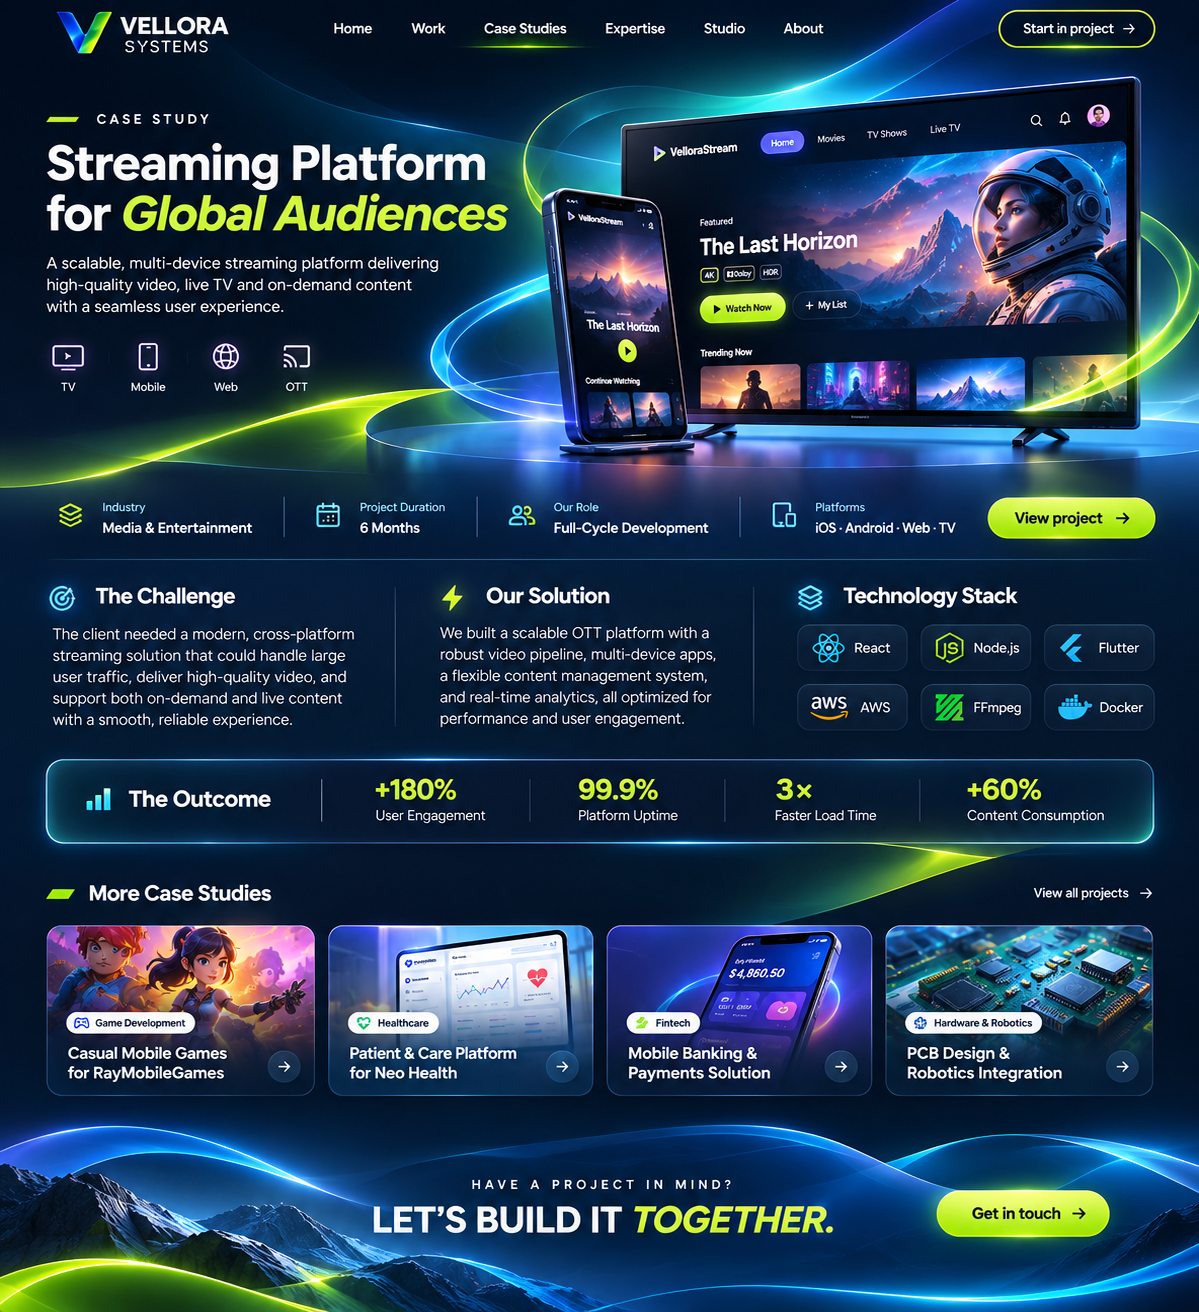 VELLORA
SYSTEMS
Home
Work
Case Studies
Expertise
Studio
About
Start in project →
CASE STUDY
Streaming Platform
for Global Audiences
A scalable, multi-device streaming platform delivering
high-quality video, live TV and on-demand content
with a seamless user experience.
TV
Mobile
Web
OTT
VelloraStream
The Last Horizon
Continue Watching
VelloraStream
Home
Movies
TV Shows
Live TV
Featured
The Last Horizon
4K
Dolby
HDR
Watch Now
+ My List
Trending Now
Industry
Media & Entertainment
Project Duration
6 Months
Our Role
Full-Cycle Development
Platforms
iOS · Android · Web · TV
View project →
The Challenge
The client needed a modern, cross-platform
streaming solution that could handle large
user traffic, deliver high-quality video, and
support both on-demand and live content
with a smooth, reliable experience.
Our Solution
We built a scalable OTT platform with a
robust video pipeline, multi-device apps,
a flexible content management system,
and real-time analytics, all optimized for
performance and user engagement.
Technology Stack
React
JS
Node.js
Flutter
aws
AWS
FFmpeg
Docker
The Outcome
+180%
User Engagement
99.9%
Platform Uptime
3×
Faster Load Time
+60%
Content Consumption
More Case Studies
View all projects →
Game Development
Casual Mobile Games
for RayMobileGames
Healthcare
Patient & Care Platform
for Neo Health
$4,860.50
Fintech
Mobile Banking &
Payments Solution
Hardware & Robotics
PCB Design &
Robotics Integration
HAVE A PROJECT IN MIND?
LET'S BUILD IT TOGETHER.
Get in touch →